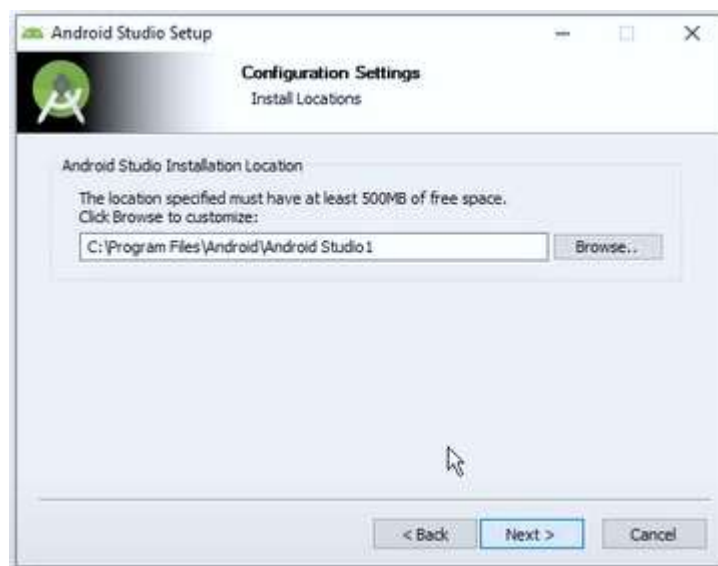 Android Studio Setup
Configuration Settings
Install Locations
Android Studio Installation Location
The location specified must have at least 500MB of free space.
Click Browse to customize:
C:\Program Files\Android\Android Studio1
Browse..
< Back
Next >
Cancel